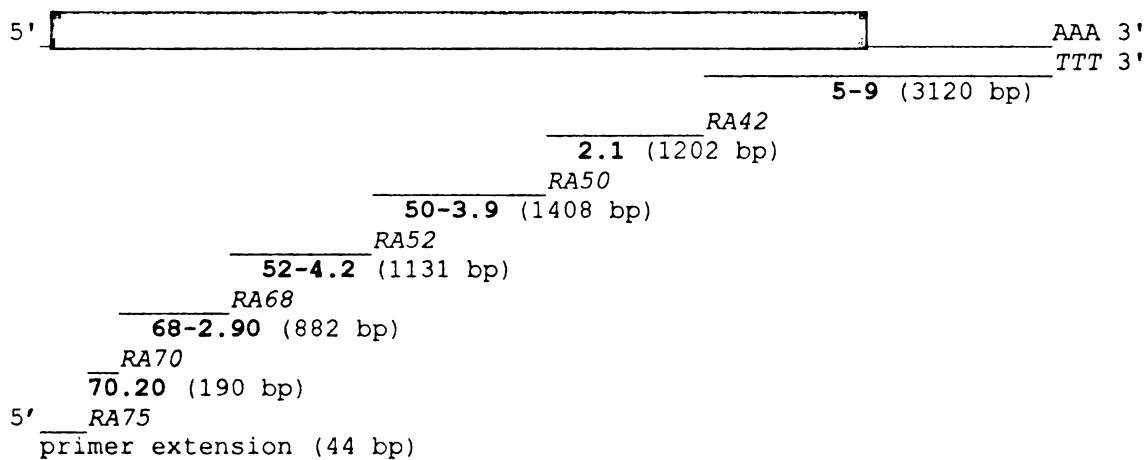 5' AAA 3'
TTT 3'
5-9 (3120 bp)
RA42
2.1 (1202 bp)
RA50
50-3.9 (1408 bp)
RA52
52-4.2 (1131 bp)
RA68
68-2.90 (882 bp)
RA70
70.20 (190 bp)
5' RA75
primer extension (44 bp)